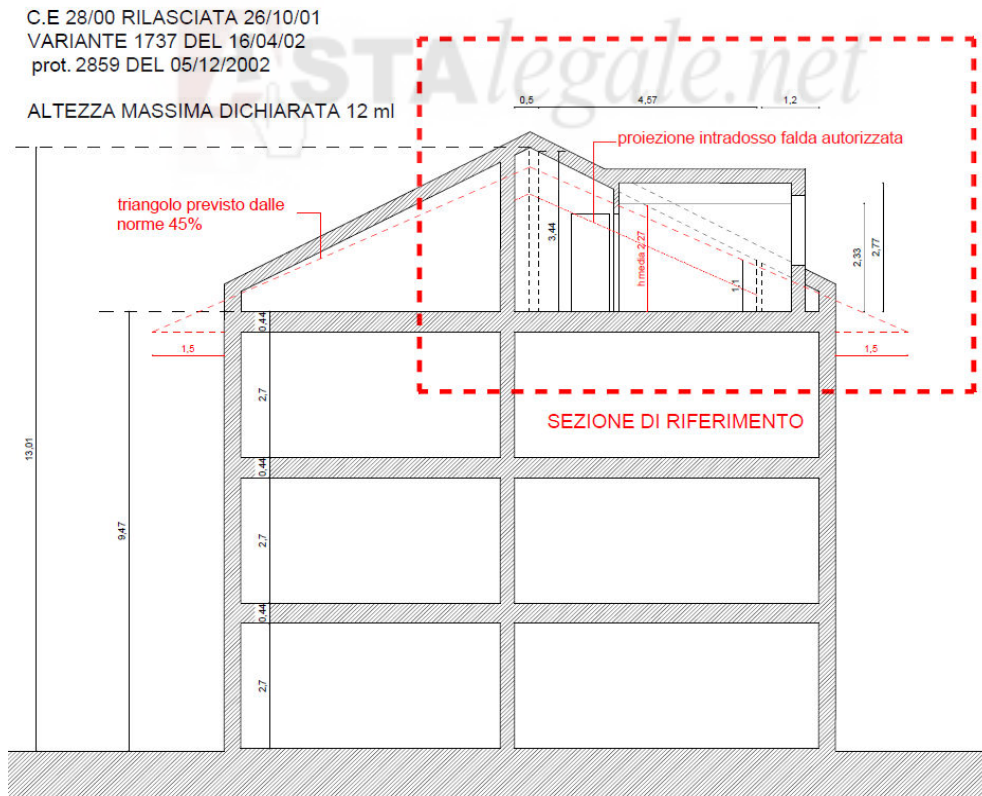 C.E 28/00 RILASCIATA 26/10/01
VARIANTE 1737 DEL 16/04/02
prot. 2859 DEL 05/12/2002
ALTEZZA MASSIMA DICHIARATA 12 ml
STAlegale.net
0,5
4,57
1,2
proiezione intradosso falda autorizzata
triangolo previsto dalle
norme 45%
3,44
h media 2,27
1,1
2,33
2,77
0,44
1,5
1,5
2,7
SEZIONE DI RIFERIMENTO
13,01
0,44
9,47
2,7
0,44
2,7